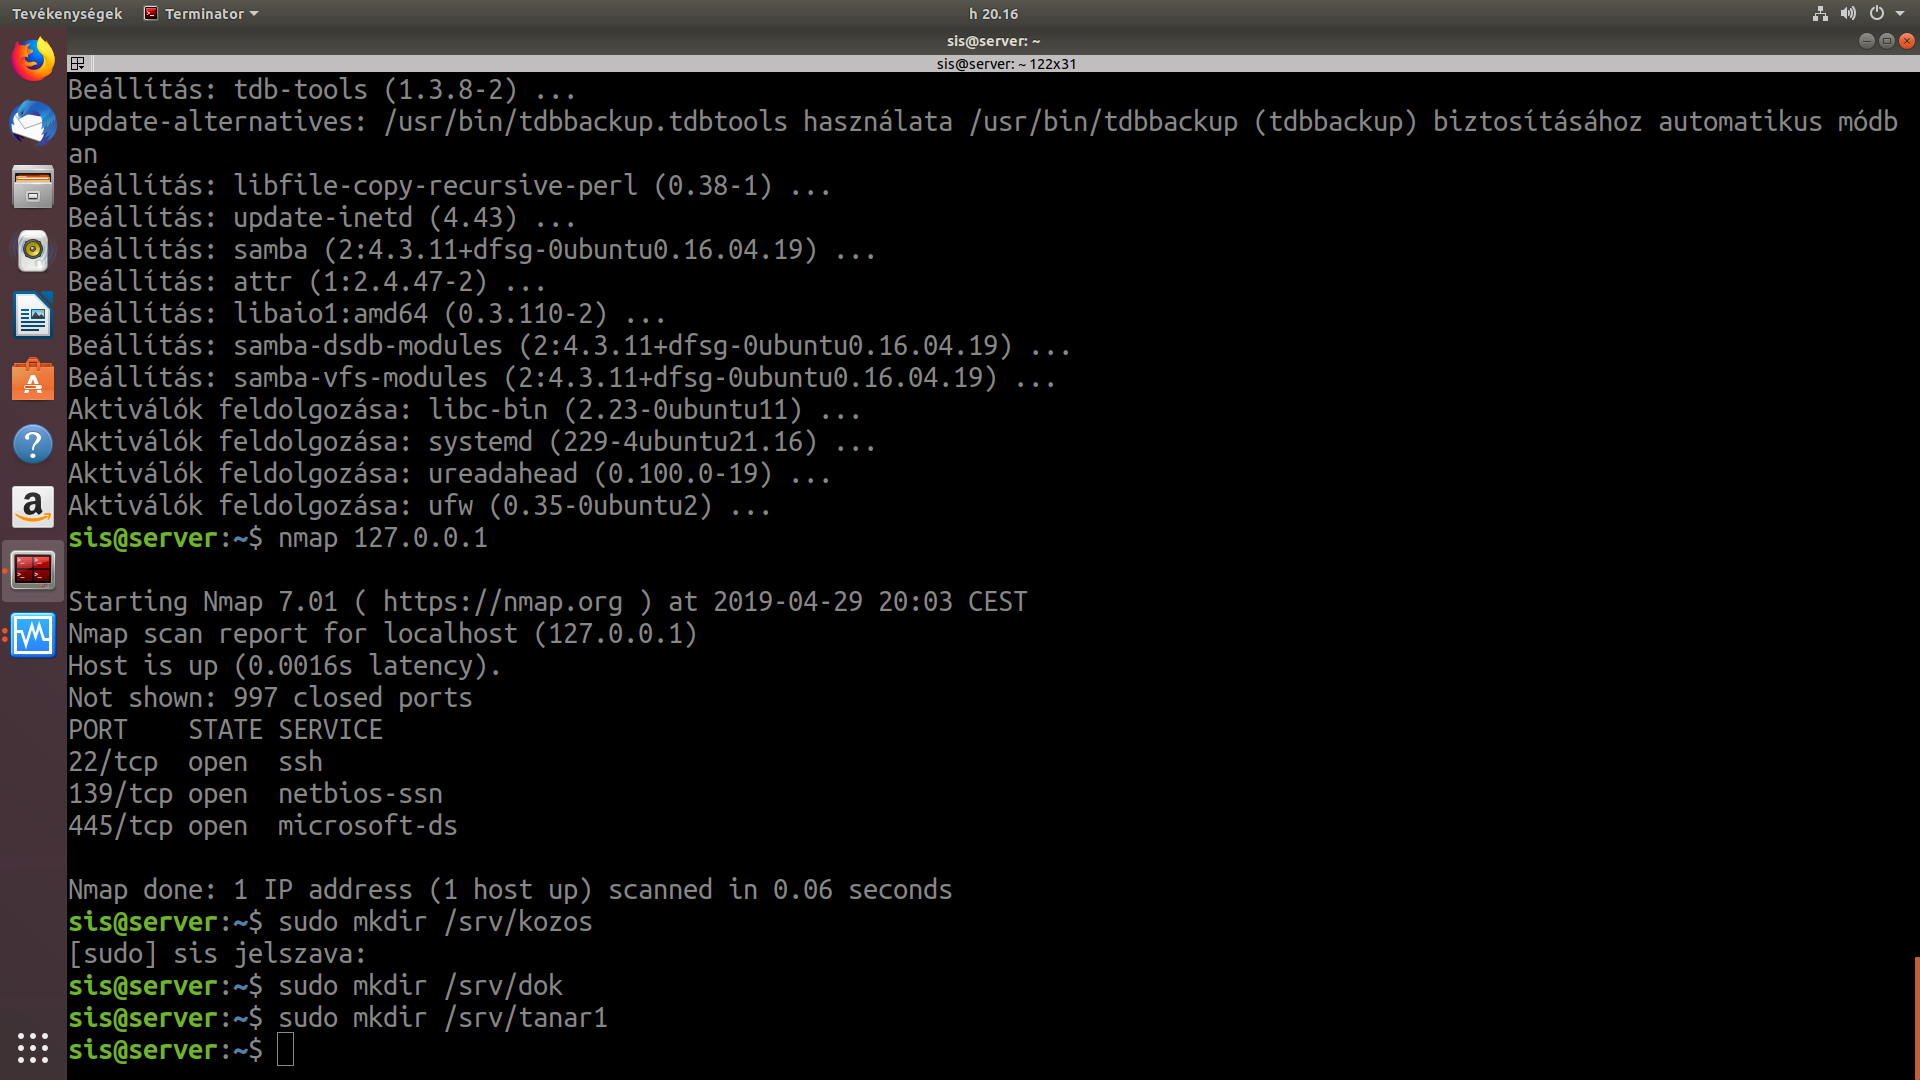 Tevékenységek Terminator h 20.16
sis@server: ~
sis@server: ~ 122x31
Beállítás: tdb-tools (1.3.8-2) ...
update-alternatives: /usr/bin/tdbbackup.tdbtools használata /usr/bin/tdbbackup (tdbbackup) biztosításához automatikus módb
an
Beállítás: libfile-copy-recursive-perl (0.38-1) ...
Beállítás: update-inetd (4.43) ...
Beállítás: samba (2:4.3.11+dfsg-0ubuntu0.16.04.19) ...
Beállítás: attr (1:2.4.47-2) ...
Beállítás: libaio1:amd64 (0.3.110-2) ...
Beállítás: samba-dsdb-modules (2:4.3.11+dfsg-0ubuntu0.16.04.19) ...
Beállítás: samba-vfs-modules (2:4.3.11+dfsg-0ubuntu0.16.04.19) ...
Aktiválók feldolgozása: libc-bin (2.23-0ubuntu11) ...
Aktiválók feldolgozása: systemd (229-4ubuntu21.16) ...
Aktiválók feldolgozása: ureadahead (0.100.0-19) ...
Aktiválók feldolgozása: ufw (0.35-0ubuntu2) ...
sis@server:~$ nmap 127.0.0.1
Starting Nmap 7.01 ( https://nmap.org ) at 2019-04-29 20:03 CEST
Nmap scan report for localhost (127.0.0.1)
Host is up (0.0016s latency).
Not shown: 997 closed ports
PORT    STATE SERVICE
22/tcp  open  ssh
139/tcp open  netbios-ssn
445/tcp open  microsoft-ds
Nmap done: 1 IP address (1 host up) scanned in 0.06 seconds
sis@server:~$ sudo mkdir /srv/kozos
[sudo] sis jelszava:
sis@server:~$ sudo mkdir /srv/dok
sis@server:~$ sudo mkdir /srv/tanar1
sis@server:~$